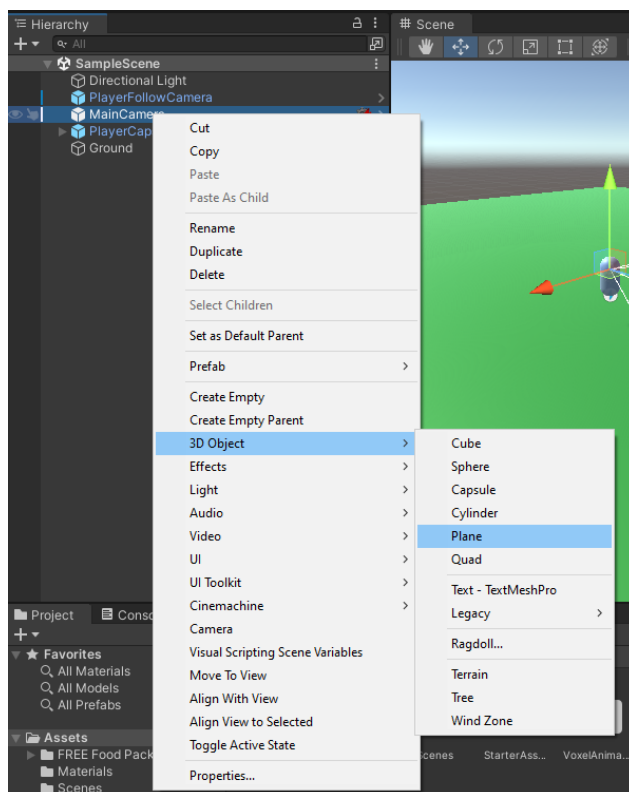 Hierarchy
All
SampleScene
Directional Light
PlayerFollowCamera
MainCamera
PlayerCap
Ground
# Scene
Cut
Copy
Paste
Paste As Child
Rename
Duplicate
Delete
Select Children
Set as Default Parent
Prefab
Create Empty
Create Empty Parent
3D Object
Effects
Light
Audio
Video
UI
UI Toolkit
Cinemachine
Camera
Visual Scripting Scene Variables
Move To View
Align With View
Align View to Selected
Toggle Active State
Properties...
Cube
Sphere
Capsule
Cylinder
Plane
Quad
Text - TextMeshPro
Legacy
Ragdoll...
Terrain
Tree
Wind Zone
Project
Conso
Favorites
All Materials
All Models
All Prefabs
Assets
FREE Food Pack
Materials
Scenes
cenes
StarterAss...
VoxelAnima...